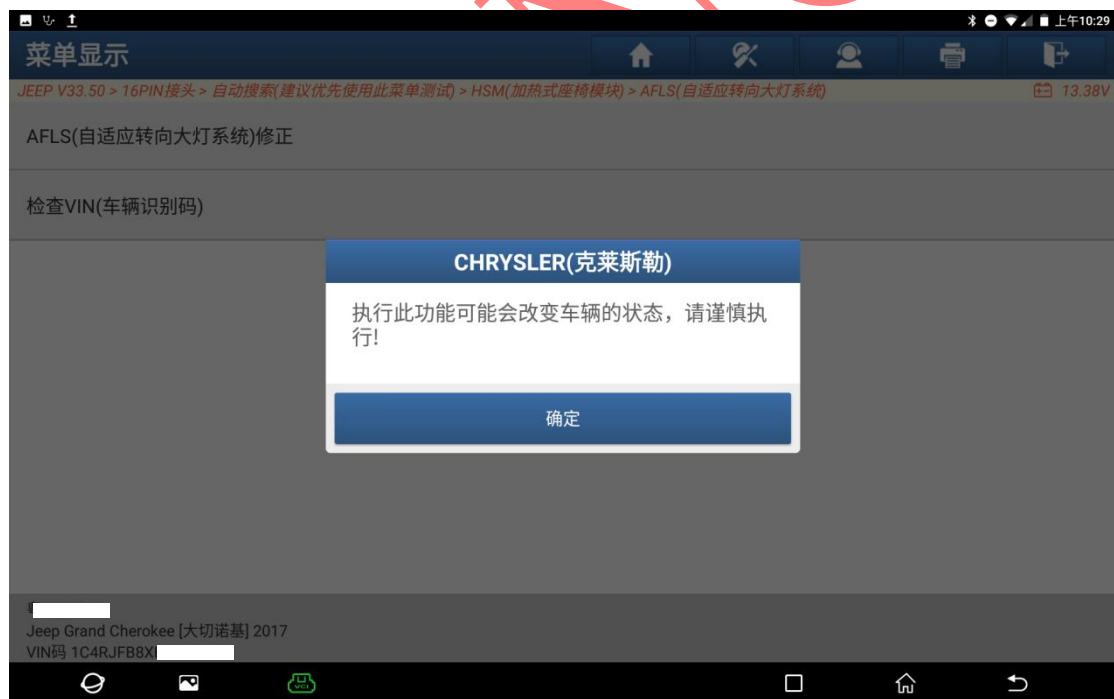 上午10:29
菜单显示
JEEP V33.50 > 16PIN接头 > 自动搜索(建议优先使用此菜单测试) > HSM(加热式座椅模块) > AFLS(自适应转向大灯系统)
13.38V
AFLS(自适应转向大灯系统)修正
检查VIN(车辆识别码)
CHRYSLER(克莱斯勒)
执行此功能可能会改变车辆的状态，请谨慎执
行!
确定
Jeep Grand Cherokee [大切诺基] 2017
VIN码 1C4RJFB8X
VCI